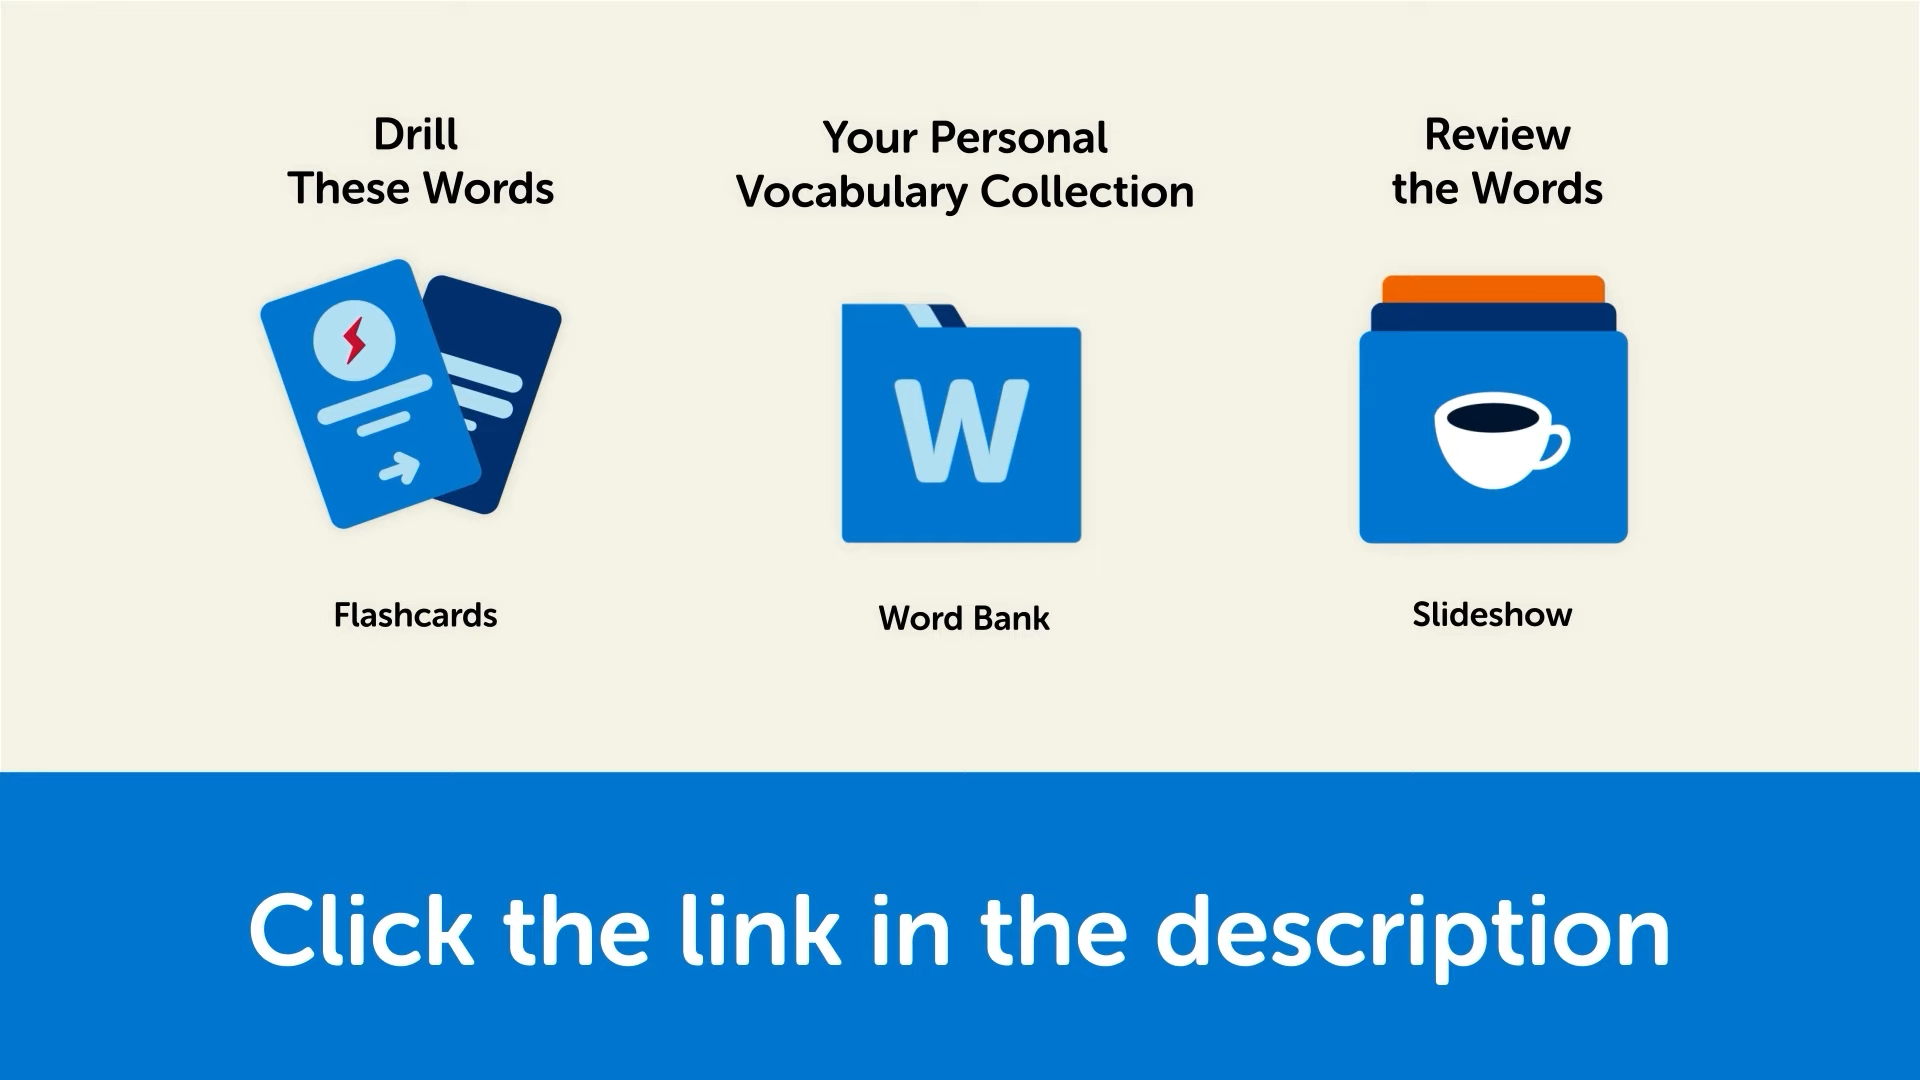 Drill
These Words
Your Personal
Vocabulary Collection
Review
the Words
W
Flashcards
Word Bank
Slideshow
Click the link in the description